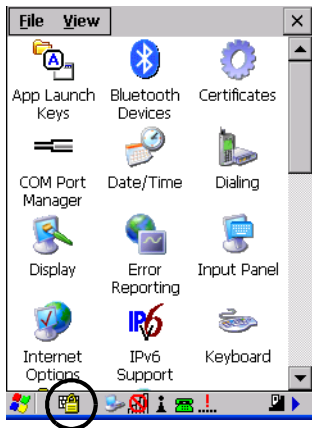 File View
App Launch Keys
Bluetooth Devices
Certificates
COM Port Manager
Date/Time
Dialing
Display
Error Reporting
Input Panel
Internet Options
IPv6 Support
Keyboard